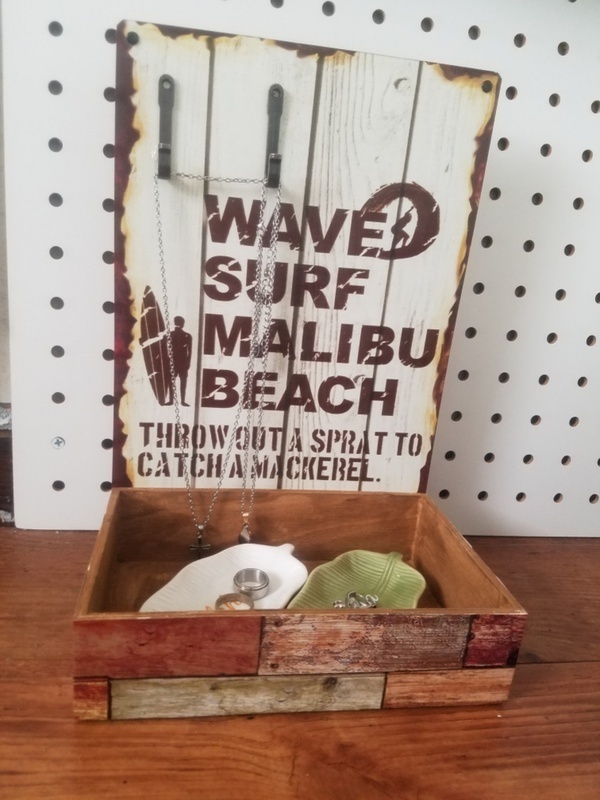 WAVE
SURF
MALIBU
BEACH
THROW OUT A SPRAT TO
CATCH A MACKEREL.